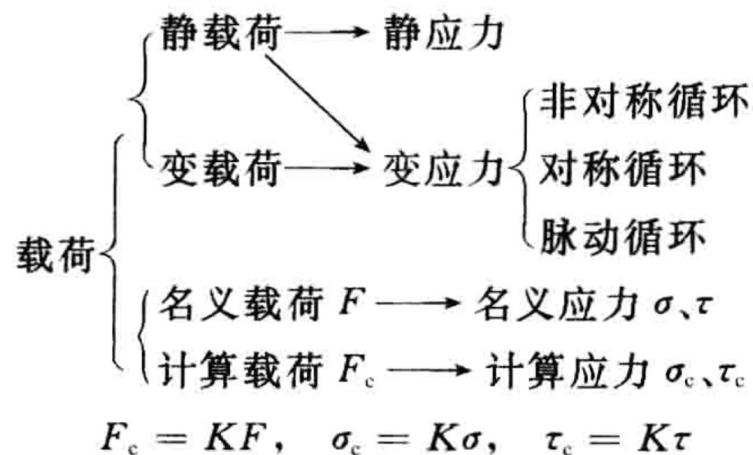 静载荷 → 静应力
非对称循环
变载荷 → 变应力
对称循环
脉动循环
载荷
名义载荷 F → 名义应力 σ、τ
计算载荷 F_c → 计算应力 σ_c、τ_c
F_c = KF, σ_c = Kσ, τ_c = Kτ